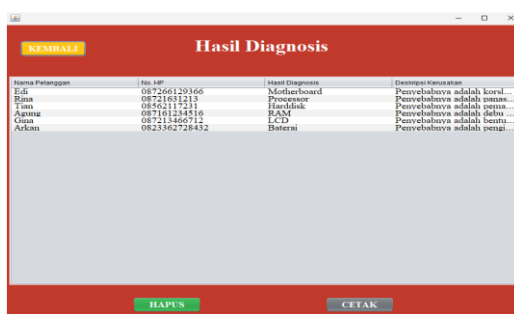 KEMBALI
Hasil Diagnosis
Nama Pelanggan No. HP Hasil Diagnosis Deskripsi Kerusakan
Edi 087266129366 Motherboard Penyebabnya adalah korsl...
Rina 08721631213 Processor Penyebabnya adalah panas...
Tian 08562117231 Harddisk Penyebabnya adalah pema...
Agung 087161234516 RAM Penyebabnya adalah debu ...
Gina 087213466712 LCD Penyebabnya adalah bentu...
Arkan 0823362728432 Baterai Penyebabnya adalah pengi...
HAPUS CETAK